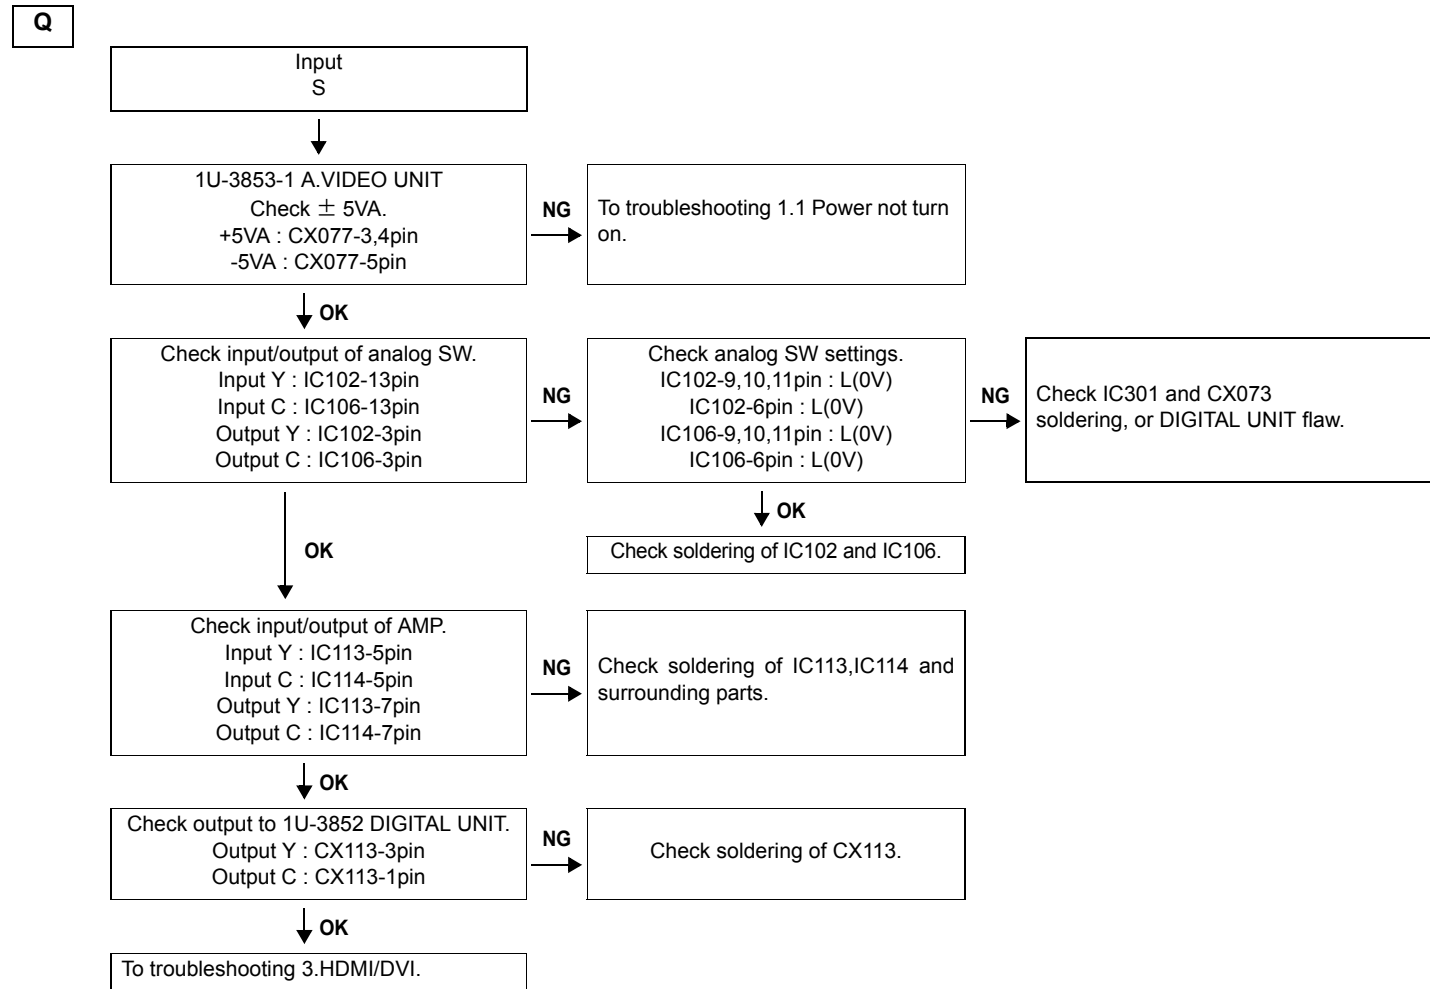 Q
Input
S
1U-3853-1 A.VIDEO UNIT
Check ± 5VA.
+5VA : CX077-3,4pin
-5VA : CX077-5pin
NG
To troubleshooting 1.1 Power not turn
on.
OK
Check input/output of analog SW.
Input Y : IC102-13pin
Input C : IC106-13pin
Output Y : IC102-3pin
Output C : IC106-3pin
NG
Check analog SW settings.
IC102-9,10,11pin : L(0V)
IC102-6pin : L(0V)
IC106-9,10,11pin : L(0V)
IC106-6pin : L(0V)
NG
Check IC301 and CX073
soldering, or DIGITAL UNIT flaw.
OK
Check soldering of IC102 and IC106.
OK
Check input/output of AMP.
Input Y : IC113-5pin
Input C : IC114-5pin
Output Y : IC113-7pin
Output C : IC114-7pin
NG
Check soldering of IC113,IC114 and
surrounding parts.
OK
Check output to 1U-3852 DIGITAL UNIT.
Output Y : CX113-3pin
Output C : CX113-1pin
NG
Check soldering of CX113.
OK
To troubleshooting 3.HDMI/DVI.